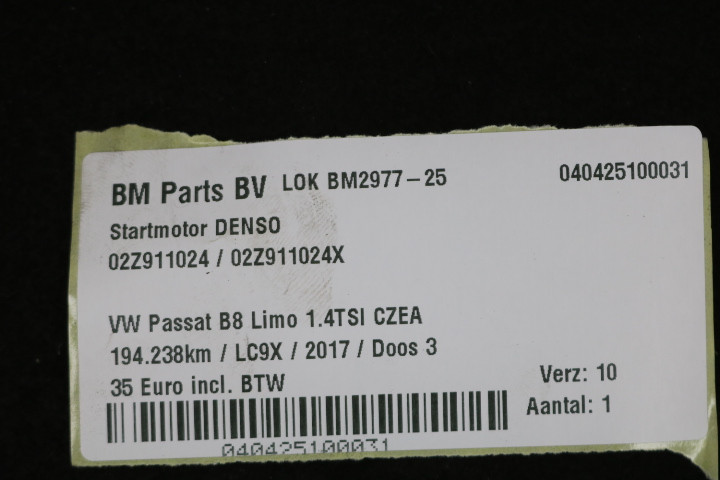 BM Parts BV LOK BM2977-25 040425100031
Startmotor DENSO
02Z911024 / 02Z911024X
VW Passat B8 Limo 1.4TSI CZEA
194.238km / LC9X / 2017 / Doos 3
35 Euro incl. BTW
Verz: 10
Aantal: 1
040425100031